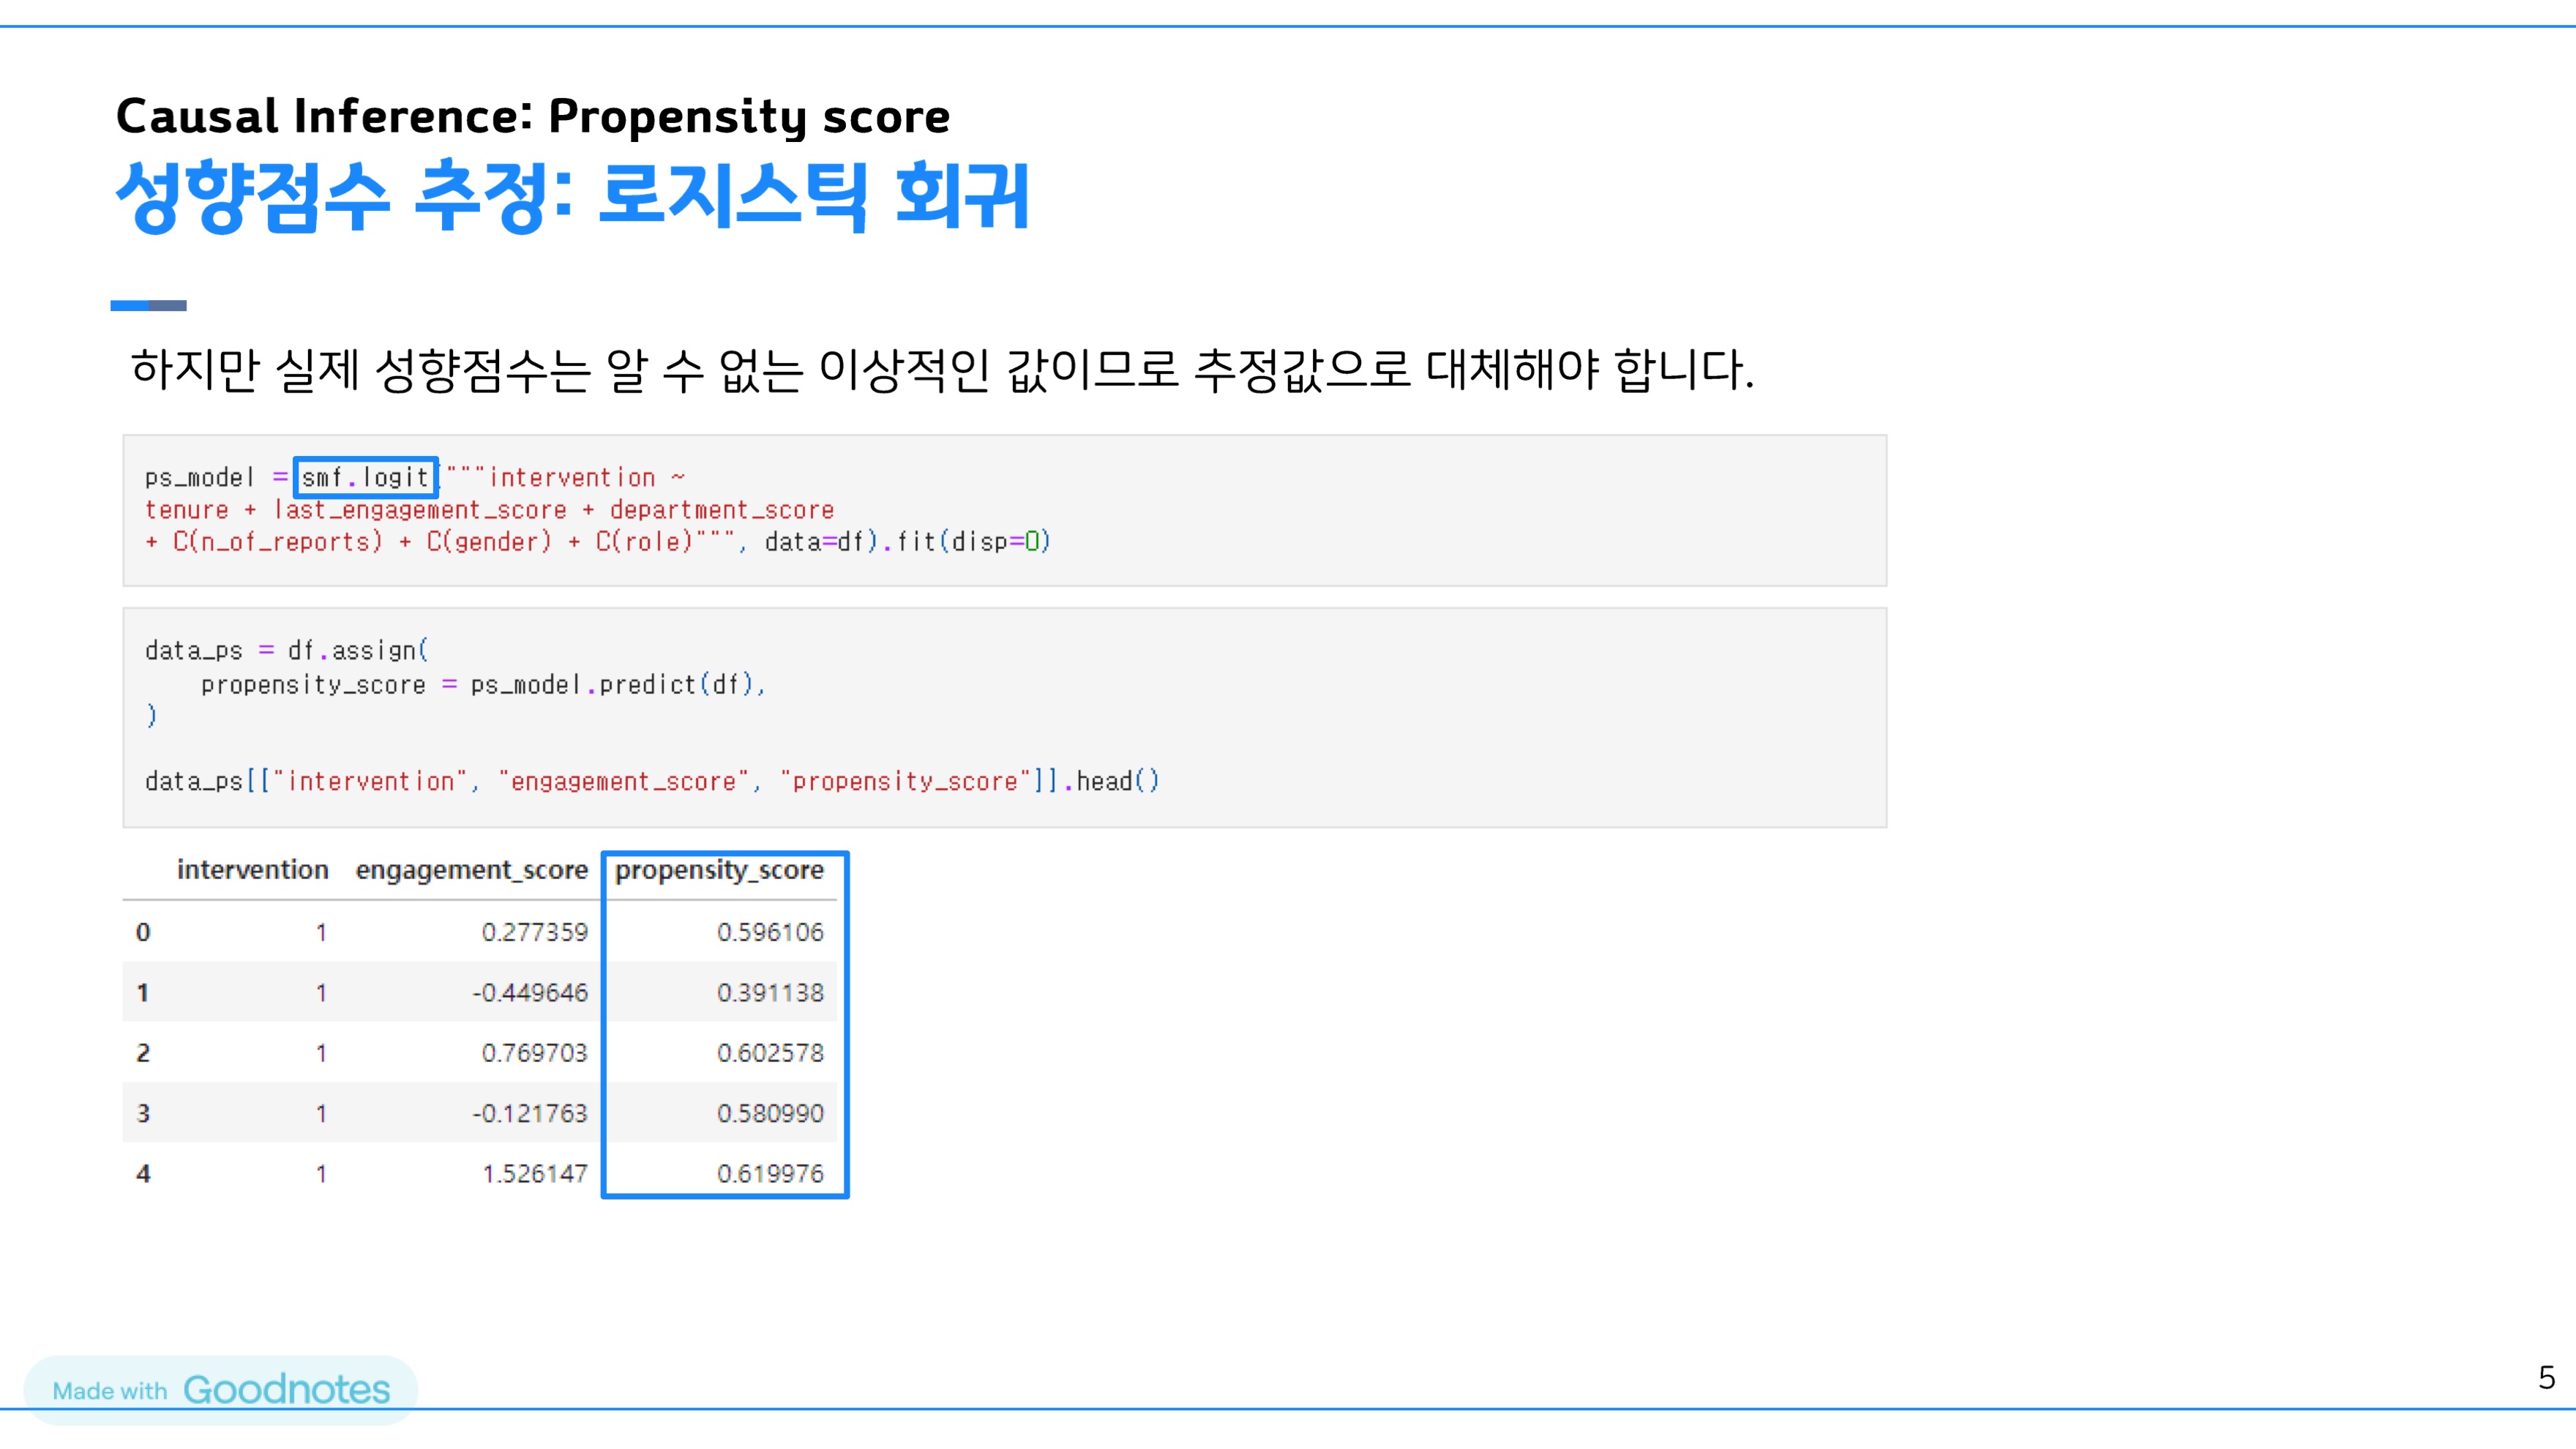 Causal Inference: Propensity score
성향점수 추정: 로지스틱 회귀
하지만 실제 성향점수는 알 수 없는 이상적인 값이므로 추정값으로 대체해야 합니다.
ps_model = smf.logit("""intervention ~
tenure + last_engagement_score + department_score
+ C(n_of_reports) + C(gender) + C(role)""", data=df).fit(disp=0)
data_ps = df.assign(
    propensity_score = ps_model.predict(df),
)
data_ps[["intervention", "engagement_score", "propensity_score"]].head()
intervention engagement_score propensity_score
0 1 0.277359 0.596106
1 1 -0.449646 0.391138
2 1 0.769703 0.602578
3 1 -0.121763 0.580990
4 1 1.526147 0.619976
Made with Goodnotes
5